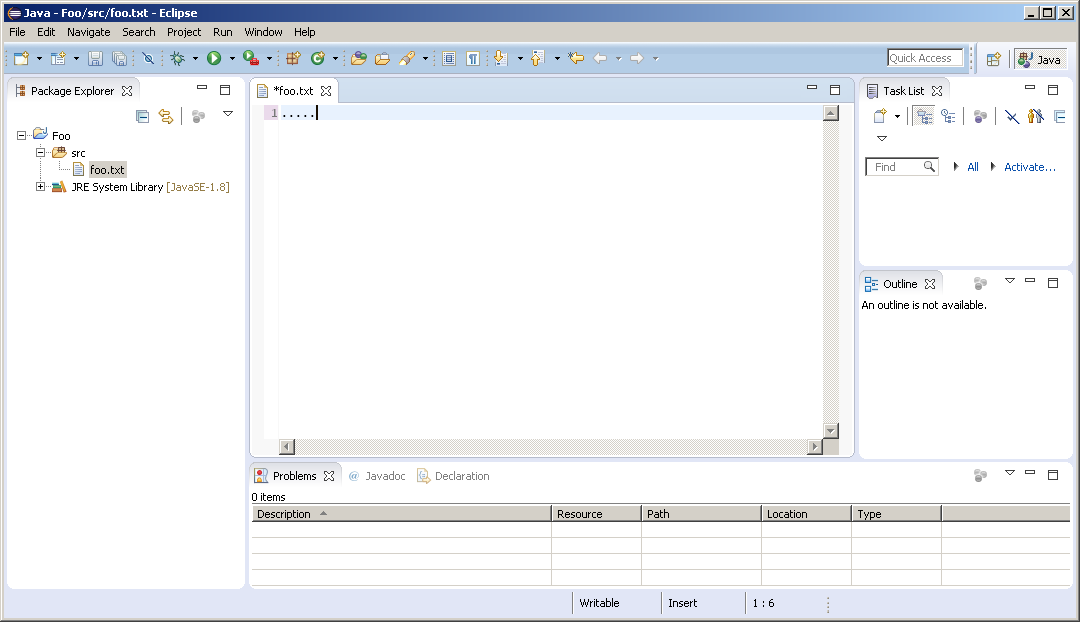 Java - Foo/src/foo.txt - Eclipse
File Edit Navigate Search Project Run Window Help
Quick Access
Java
Package Explorer
Foo
src
foo.txt
JRE System Library [JavaSE-1.8]
*foo.txt
1 .....
Task List
Find
All
Activate...
Outline
An outline is not available.
Problems @ Javadoc Declaration
0 items
Description Resource Path Location Type
Writable Insert 1 : 6